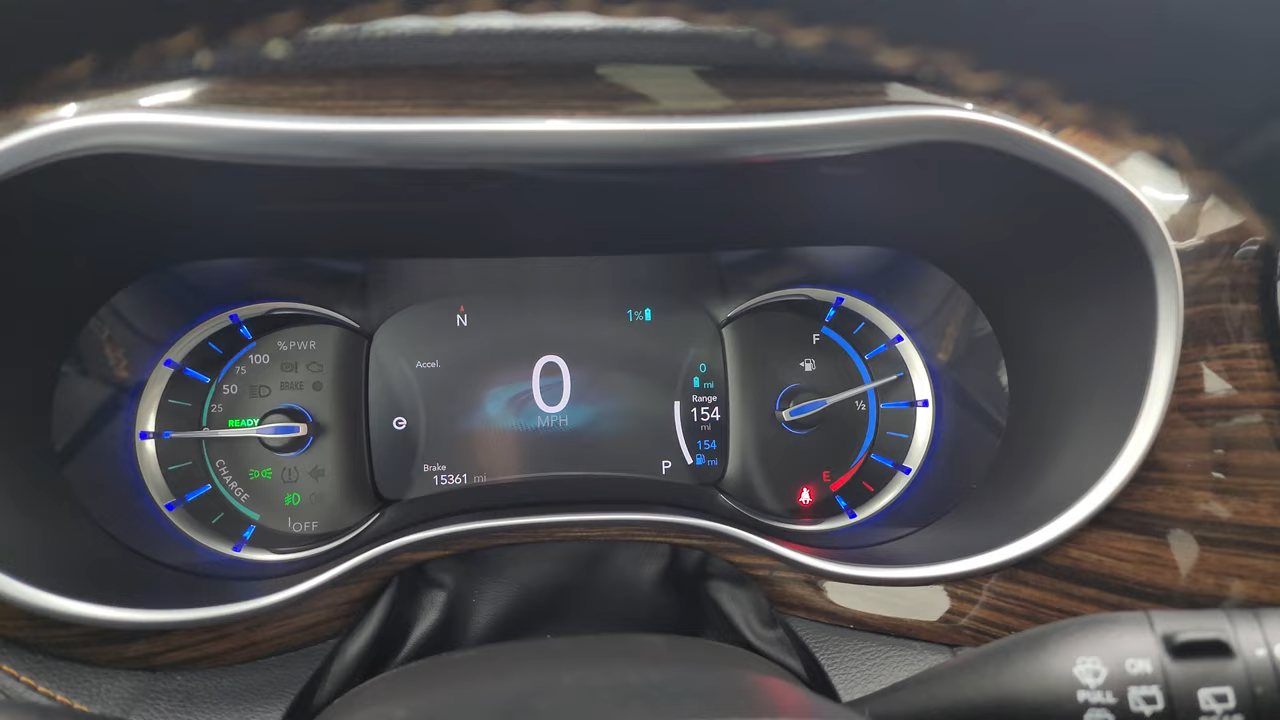 %PWR
100
75
50
BRAKE
25
READY
0
CHARGE
OFF
N
1%
Accel.
0
MPH
Brake
15361 mi
0
mi
Range
154
mi
154
mi
P
F
½
E
PULL
ON